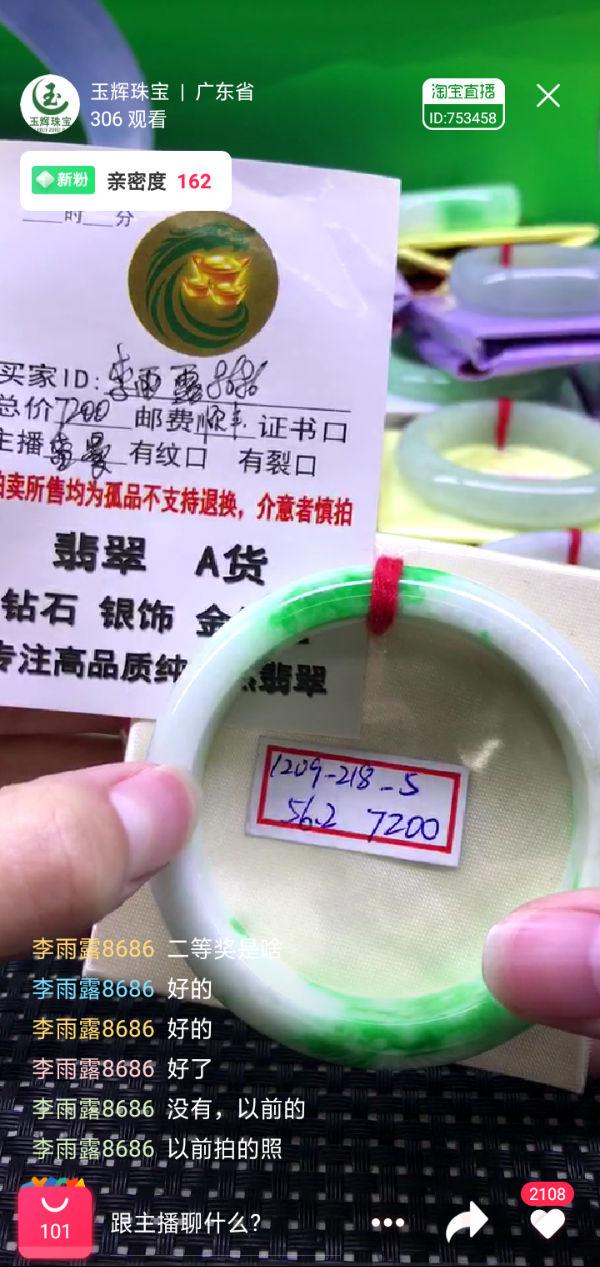 玉辉珠宝 | 广东省
306 观看
淘宝直播
ID:753458
玉
玉辉珠宝
新粉 亲密度 162
时 分
买家ID: 李雨露8686
总价7200 邮费顺丰 证书口
主播 有纹口 有裂口
拍卖所售均为孤品不支持退换，介意者慎拍
翡翠 A货
钻石 银饰 金
专注高品质纯 翡翠
1209-218-5
56.2 7200
李雨露8686 二等奖是啥
李雨露8686 好的
李雨露8686 好的
李雨露8686 好了
李雨露8686 没有，以前的
李雨露8686 以前拍的照
101
跟主播聊什么?
2108